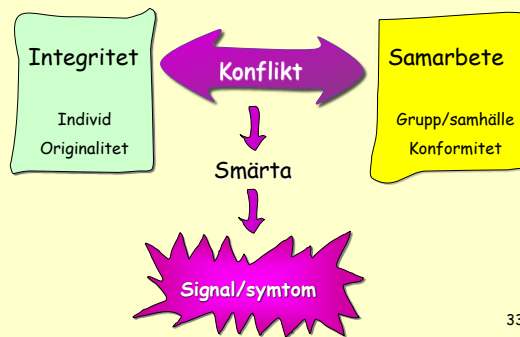 Integritet
Individ
Originalitet
Konflikt
Samarbete
Grupp/samhälle
Konformitet
Smärta
Signal/symtom
33